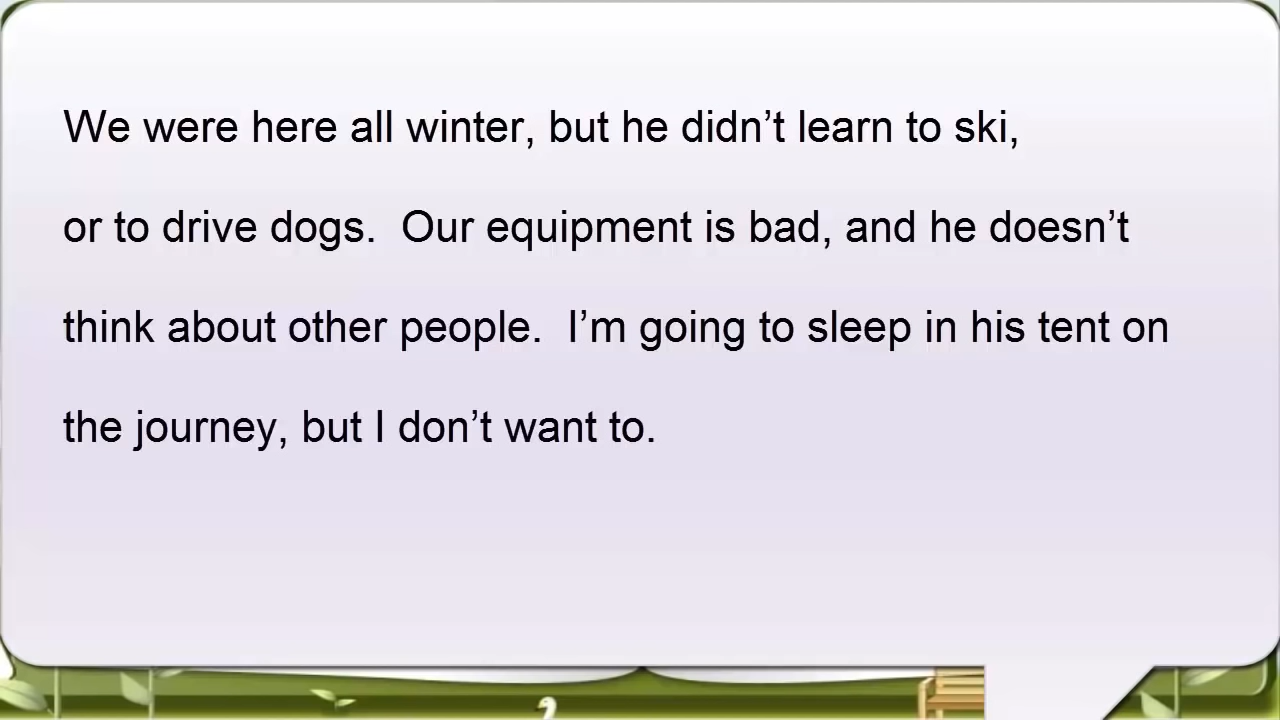 We were here all winter, but he didn’t learn to ski,
or to drive dogs.  Our equipment is bad, and he doesn’t
think about other people.  I’m going to sleep in his tent on
the journey, but I don’t want to.